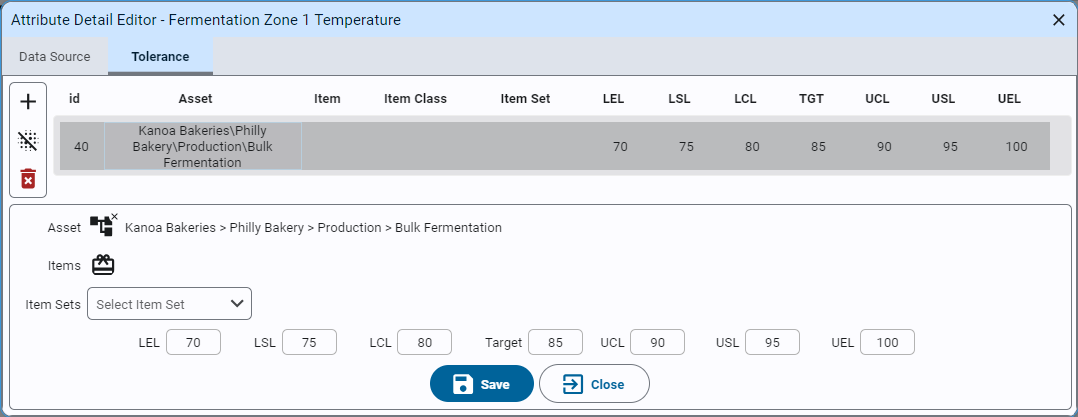 Attribute Detail Editor - Fermentation Zone 1 Temperature
Data Source Tolerance
id Asset Item Item Class Item Set LEL LSL LCL TGT UCL USL UEL
Kanoa Bakeries\Philly
40 Bakery\Production\Bulk 70 75 80 85 90 95 100
Fermentation
Asset Kanoa Bakeries > Philly Bakery > Production > Bulk Fermentation
Items
Item Sets Select Item Set
LEL 70 LSL 75 LCL 80 Target 85 UCL 90 USL 95 UEL 100
Save Close